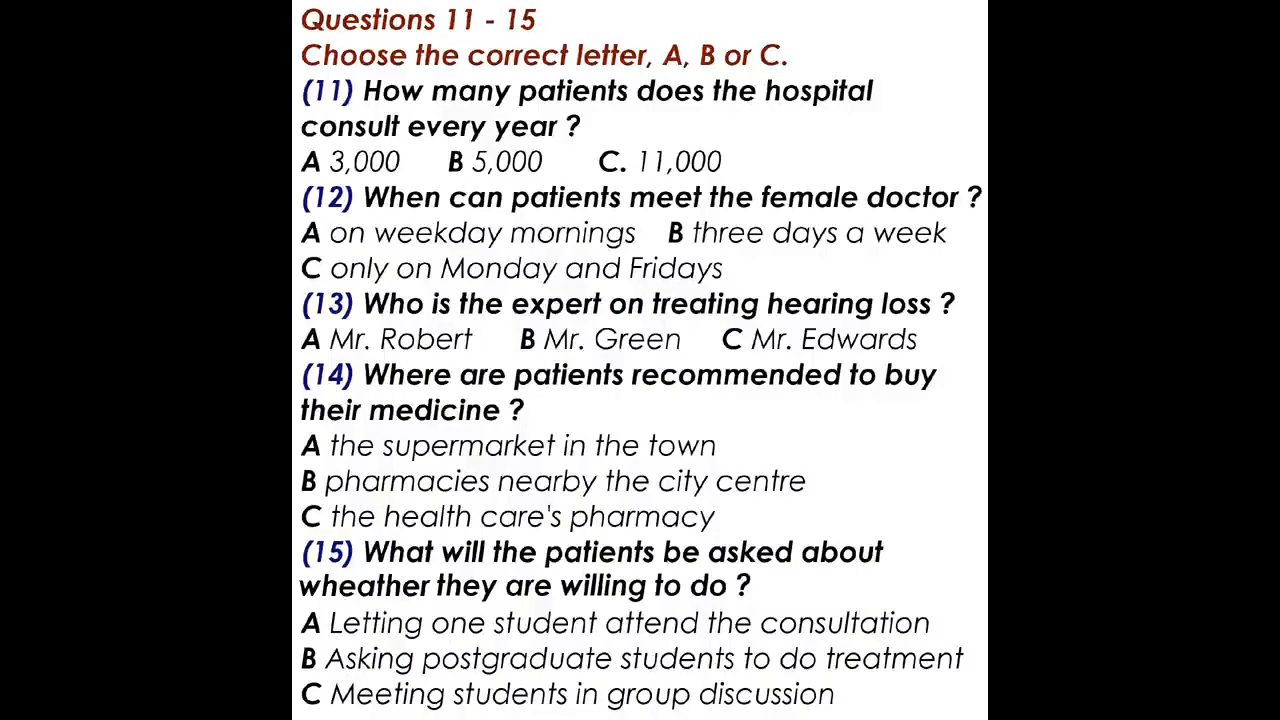 Questions 11 - 15
Choose the correct letter, A, B or C.
(11) How many patients does the hospital
consult every year ?
A 3,000 B 5,000 C. 11,000
(12) When can patients meet the female doctor ?
A on weekday mornings B three days a week
C only on Monday and Fridays
(13) Who is the expert on treating hearing loss ?
A Mr. Robert B Mr. Green C Mr. Edwards
(14) Where are patients recommended to buy
their medicine ?
A the supermarket in the town
B pharmacies nearby the city centre
C the health care's pharmacy
(15) What will the patients be asked about
wheather they are willing to do ?
A Letting one student attend the consultation
B Asking postgraduate students to do treatment
C Meeting students in group discussion